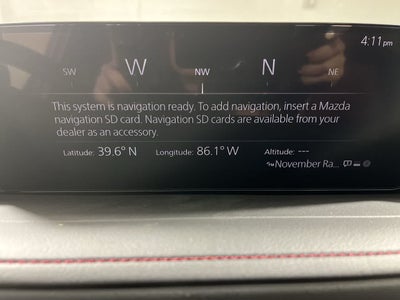 4:11pm
SW W NW N NE
This system is navigation ready. To add navigation, insert a Mazda
navigation SD card. Navigation SD cards are available from your
dealer as an accessory.
Latitude: 39.6° N Longitude: 86.1° W Altitude: ---
November Ra...